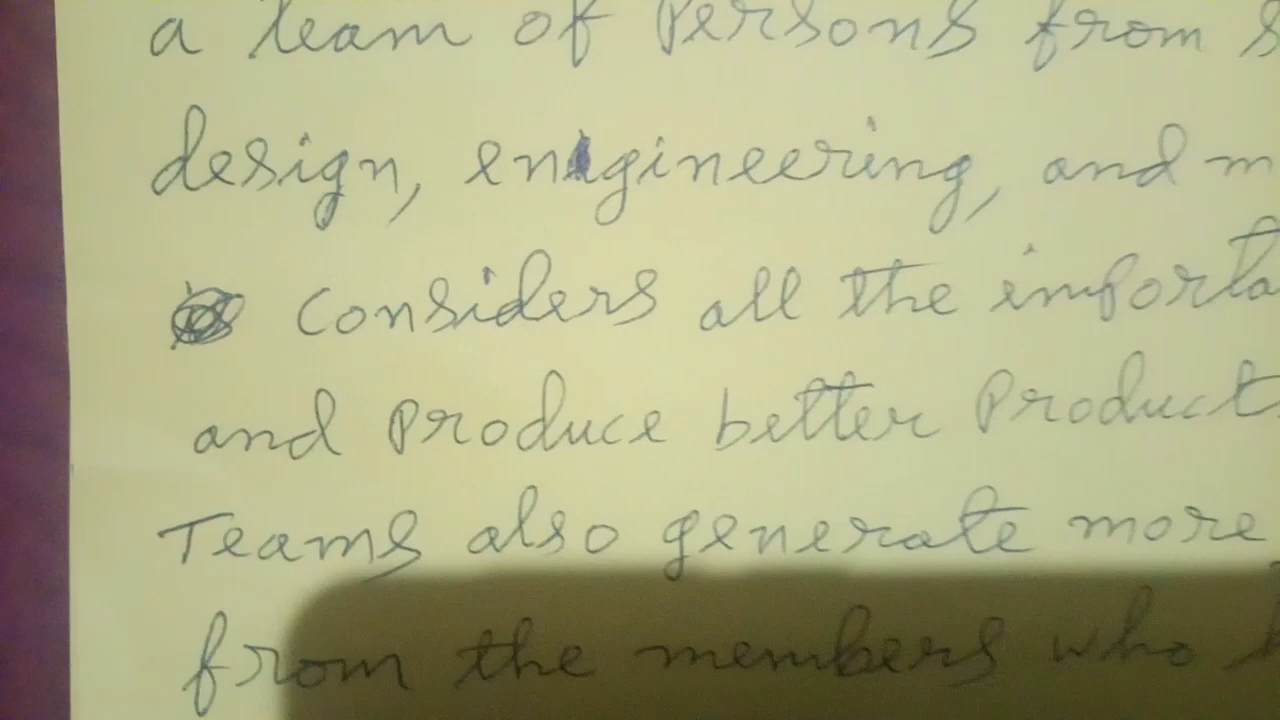 a team of Persons from
design, engineering, and
considers all the
and Produce better Product
Teams also generate more
from the members who